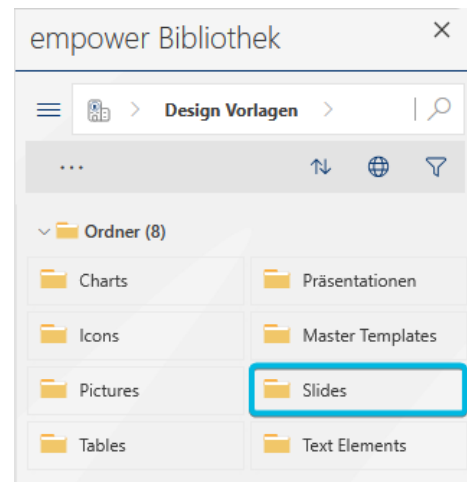 empower Bibliothek
Design Vorlagen
Ordner (8)
Charts
Präsentationen
Icons
Master Templates
Pictures
Slides
Tables
Text Elements